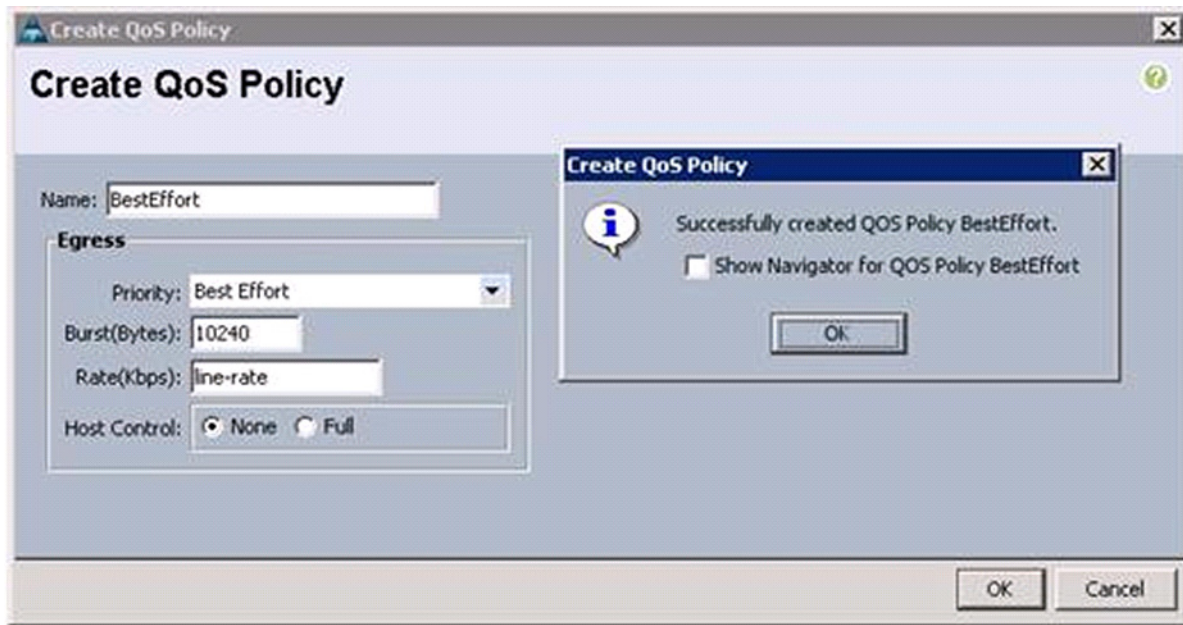 Create QoS Policy
Create QoS Policy
Name: BestEffort
Egress
Priority: Best Effort
Burst(Bytes): 10240
Rate(Kbps): line-rate
Host Control: None Full
Create QoS Policy
Successfully created QOS Policy BestEffort.
Show Navigator for QOS Policy BestEffort
OK
OK Cancel